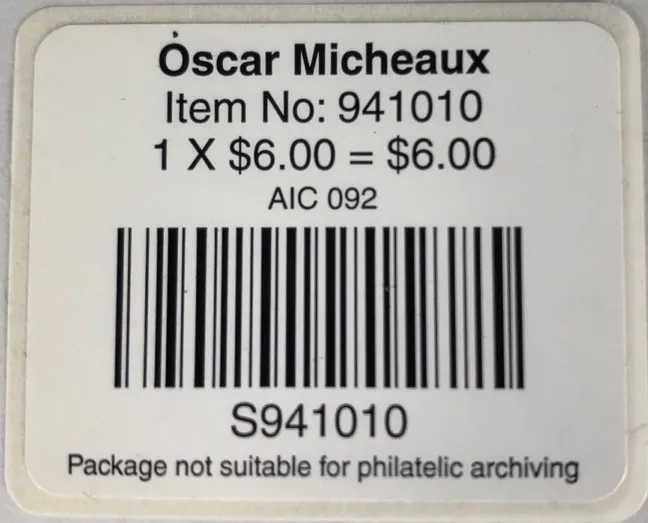 Oscar Micheaux
Item No: 941010
1 X $6.00 = $6.00
AIC 092
S941010
Package not suitable for philatelic archiving